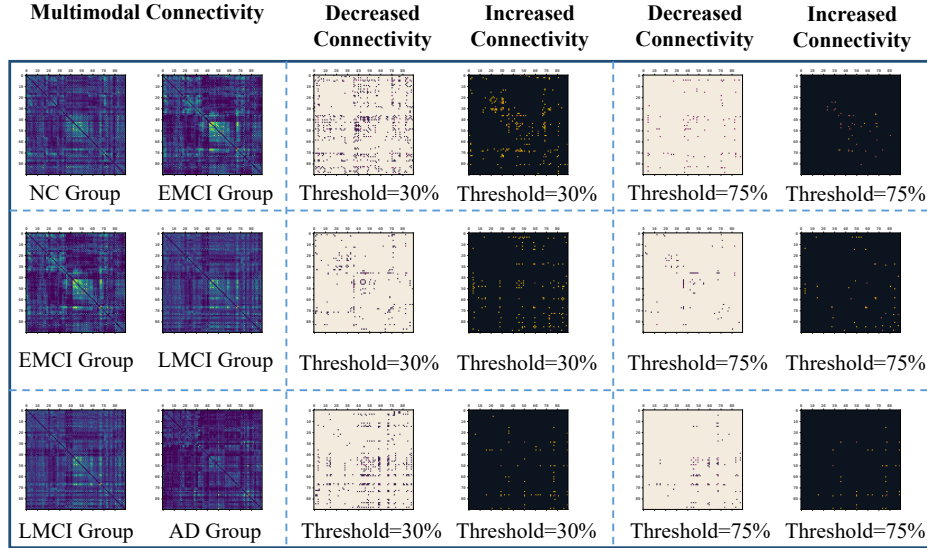 Multimodal Connectivity
Decreased Connectivity
Increased Connectivity
Decreased Connectivity
Increased Connectivity
NC Group
EMCI Group
Threshold=30%
Threshold=30%
Threshold=75%
Threshold=75%
EMCI Group
LMCI Group
Threshold=30%
Threshold=30%
Threshold=75%
Threshold=75%
LMCI Group
AD Group
Threshold=30%
Threshold=30%
Threshold=75%
Threshold=75%